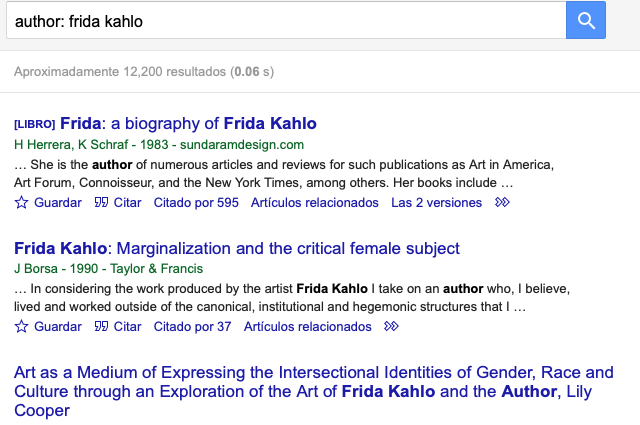 author: frida kahlo
Aproximadamente 12,200 resultados (0.06 s)
[LIBRO] Frida: a biography of Frida Kahlo
H Herrera, K Schraf - 1983 - sundaramdesign.com
… She is the author of numerous articles and reviews for such publications as Art in America,
Art Forum, Connoisseur, and the New York Times, among others. Her books include …
Guardar Citar Citado por 595 Artículos relacionados Las 2 versiones
Frida Kahlo: Marginalization and the critical female subject
J Borsa - 1990 - Taylor & Francis
… In considering the work produced by the artist Frida Kahlo I take on an author who, I believe,
lived and worked outside of the canonical, institutional and hegemonic structures that I …
Guardar Citar Citado por 37 Artículos relacionados
Art as a Medium of Expressing the Intersectional Identities of Gender, Race and
Culture through an Exploration of the Art of Frida Kahlo and the Author, Lily
Cooper